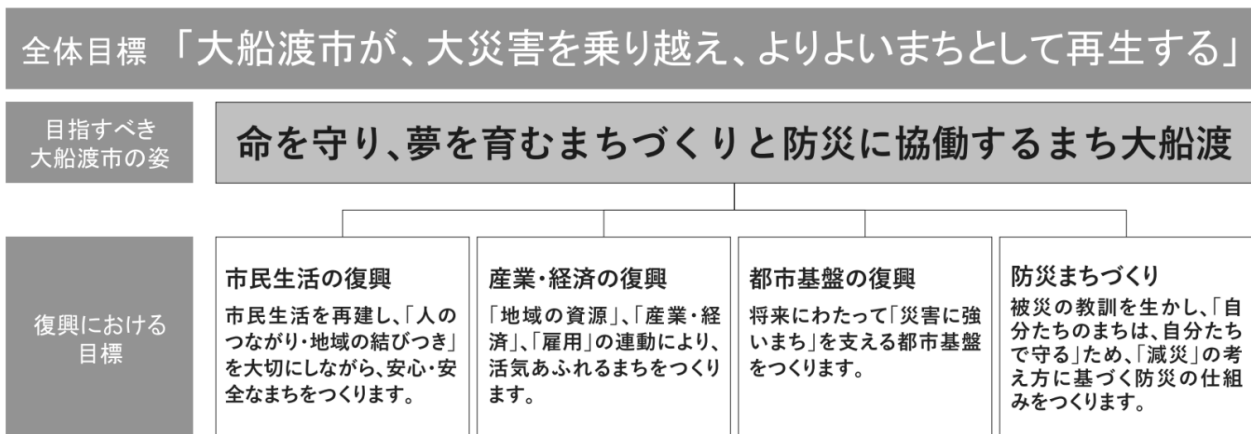 全体目標 「大船渡市が、大災害を乗り越え、よりよいまちとして再生する」
目指すべき
大船渡市の姿
命を守り、夢を育むまちづくりと防災に協働するまち大船渡
復興における
目標
市民生活の復興
市民生活を再建し、「人の
つながり・地域の結びつき」
を大切にしながら、安心・安
全なまちをつくります。
産業・経済の復興
「地域の資源」、「産業・経
済」、「雇用」の連動により、
活気あふれるまちをつくり
ます。
都市基盤の復興
将来にわたって「災害に強
いまち」を支える都市基盤
をつくります。
防災まちづくり
被災の教訓を生かし、「自
分たちのまちは、自分たち
で守る」ため、「減災」の考
え方に基づく防災の仕組
みをつくります。